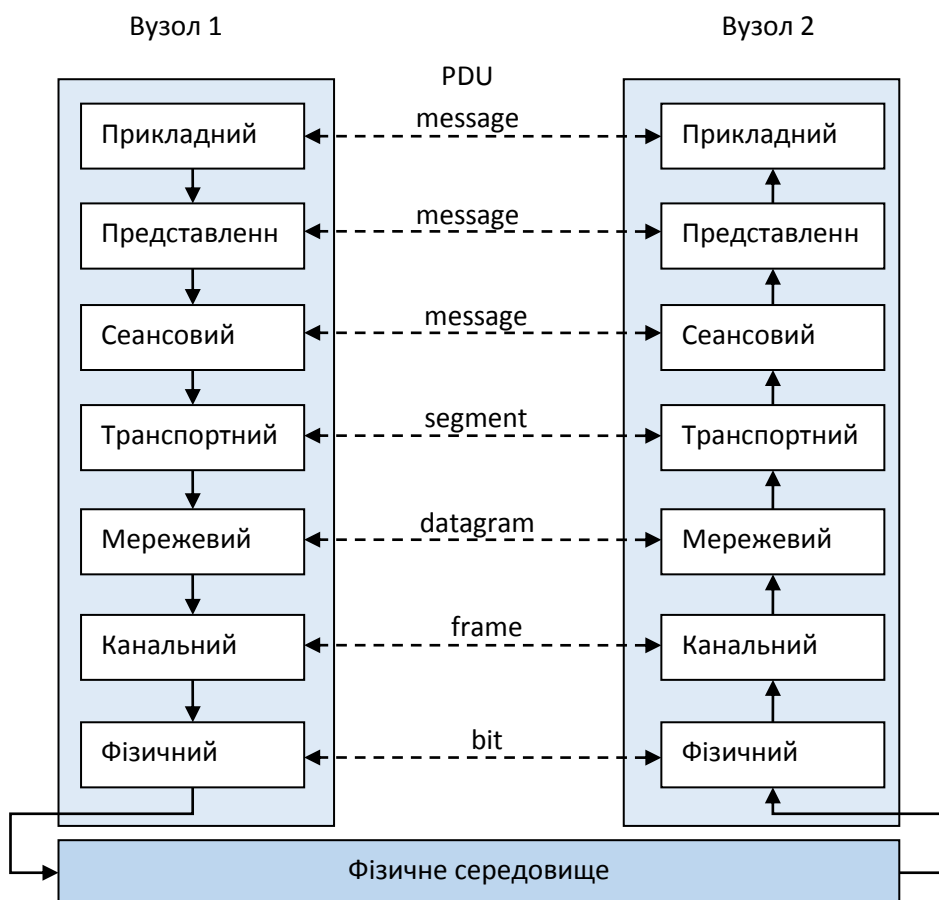 Вузол 1
Вузол 2
PDU
Прикладний
message
Прикладний
Представленн
message
Представленн
Сеансовий
message
Сеансовий
Транспортний
segment
Транспортний
Мережевий
datagram
Мережевий
Канальний
frame
Канальний
Фізичний
bit
Фізичний
Фізичне середовище